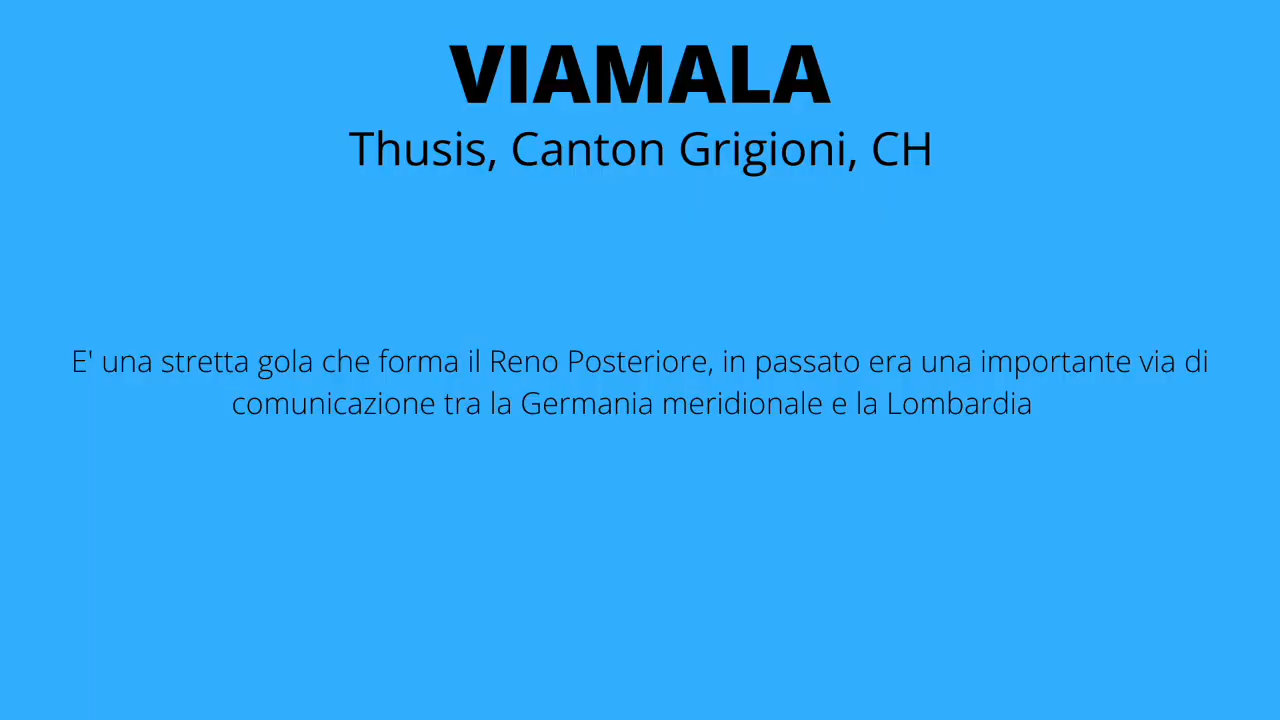 VIAMALA
Thusis, Canton Grigioni, CH
E' una stretta gola che forma il Reno Posteriore, in passato era una importante via di
comunicazione tra la Germania meridionale e la Lombardia